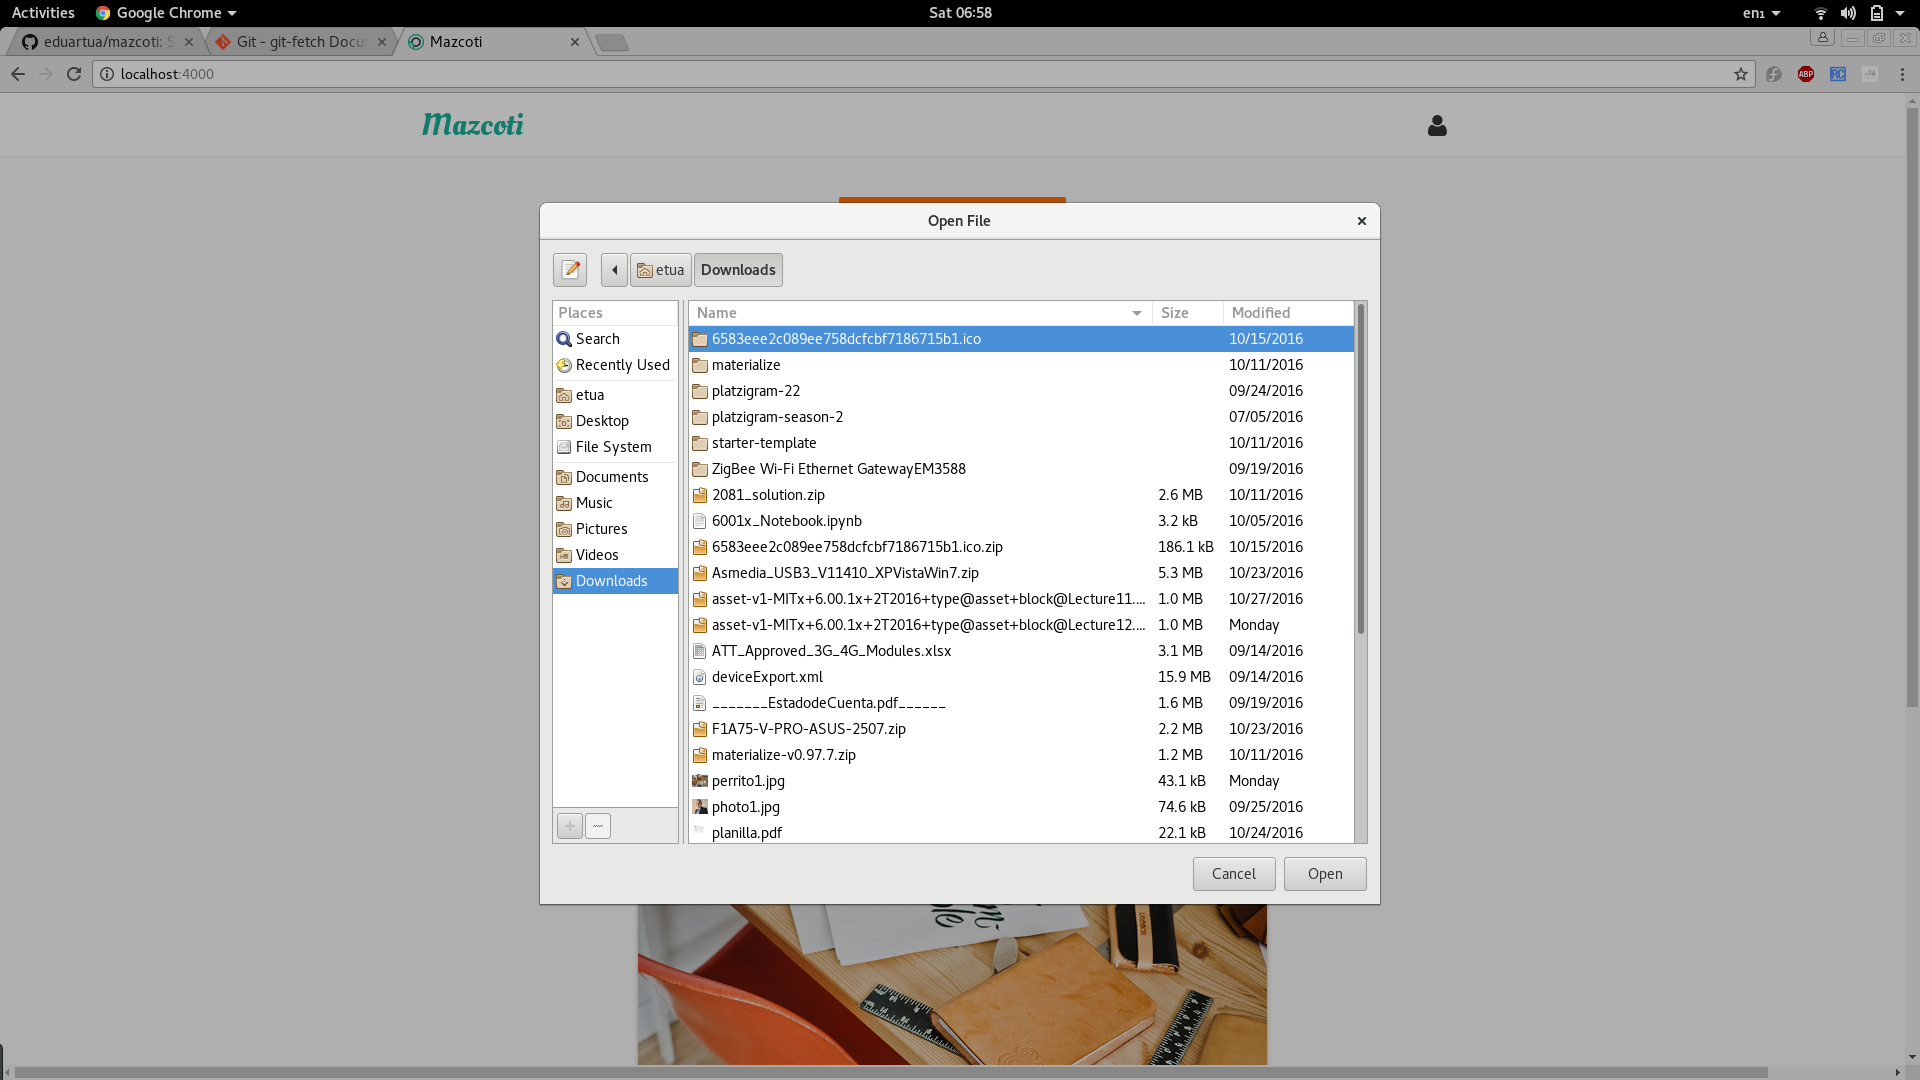 Activities Google Chrome Sat 06:58 en1
eduartua/mazcoti: Git - git-fetch Docu Mazcoti
localhost:4000 ABP RC
Mazcoti
Open File
etua Downloads
Places Name Size Modified
Search 6583eee2c089ee758dcfcbf7186715b1.ico 10/15/2016
Recently Used materialize 10/11/2016
etua platzigram-22 09/24/2016
Desktop platzigram-season-2 07/05/2016
File System starter-template 10/11/2016
Documents ZigBee Wi-Fi Ethernet GatewayEM3588 09/19/2016
Music 2081_solution.zip 2.6 MB 10/11/2016
Pictures 6001x_Notebook.ipynb 3.2 kB 10/05/2016
Videos 6583eee2c089ee758dcfcbf7186715b1.ico.zip 186.1 kB 10/15/2016
Downloads Asmedia_USB3_V11410_XPVistaWin7.zip 5.3 MB 10/23/2016
asset-v1-MITx+6.00.1x+2T2016+type@asset+block@Lecture11.... 1.0 MB 10/27/2016
asset-v1-MITx+6.00.1x+2T2016+type@asset+block@Lecture12.... 1.0 MB Monday
ATT_Approved_3G_4G_Modules.xlsx 3.1 MB 09/14/2016
deviceExport.xml 15.9 MB 09/14/2016
_______EstadodeCuenta.pdf______ 1.6 MB 09/19/2016
F1A75-V-PRO-ASUS-2507.zip 2.2 MB 10/23/2016
materialize-v0.97.7.zip 1.2 MB 10/11/2016
perrito1.jpg 43.1 kB Monday
photo1.jpg 74.6 kB 09/25/2016
planilla.pdf 22.1 kB 10/24/2016
Cancel Open